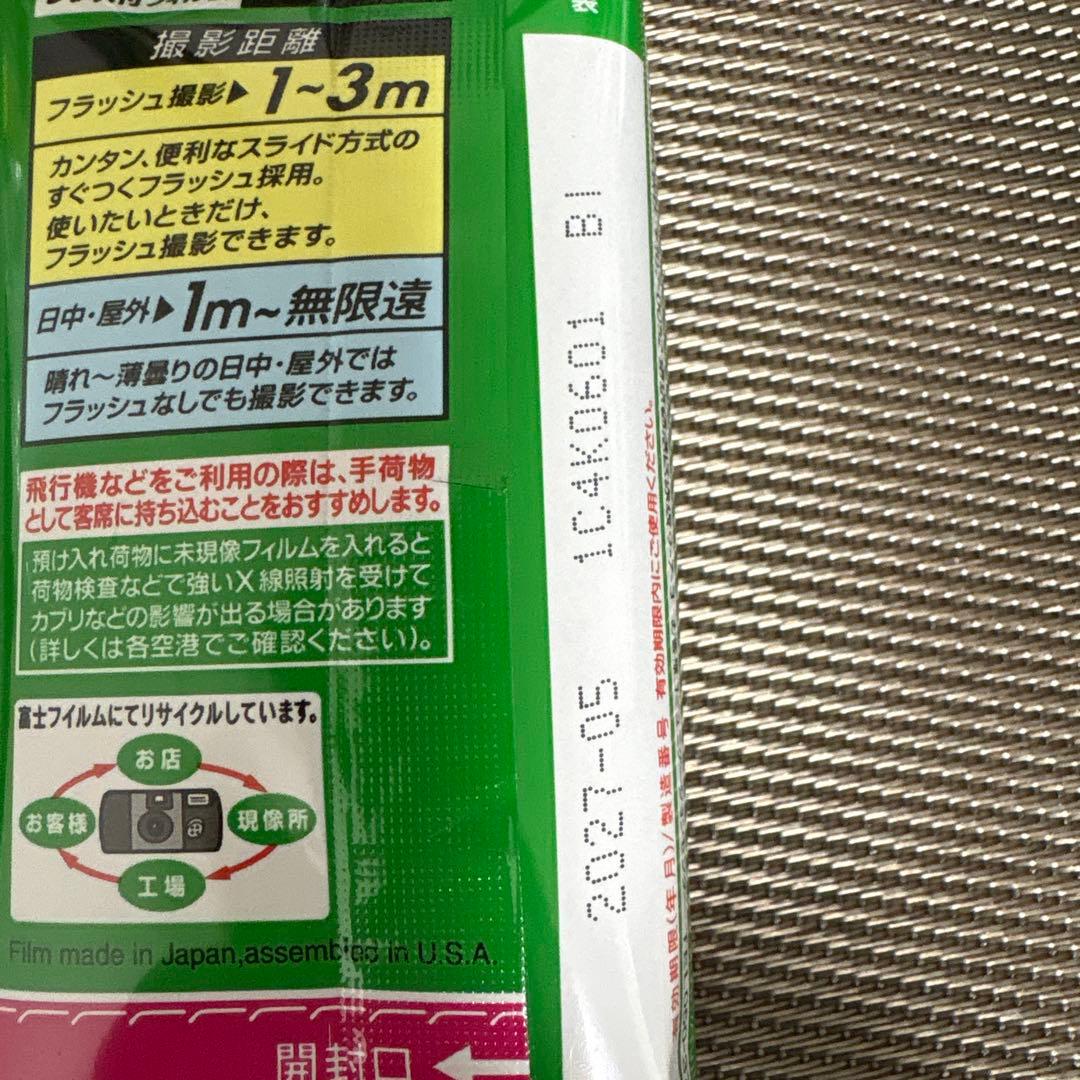 撮影距離
フラッシュ撮影▶1~3m
カンタン、便利なスライド方式の
すぐつくフラッシュ採用。
使いたいときだけ、
フラッシュ撮影できます。
日中・屋外▶1m~無限遠
晴れ~薄曇りの日中・屋外では
フラッシュなしでも撮影できます。
飛行機などをご利用の際は、手荷物
として客席に持ち込むことをおすすめします。
預け入れ荷物に未現像フィルムを入れると
荷物検査などで強いX線照射を受けて
カブリなどの影響が出る場合があります
(詳しくは各空港でご確認ください)。
富士フイルムにてリサイクルしています。
お店
お客様
現像所
工場
Film made in Japan,assembled in U.S.A.
開封口
2027-05 1C4K0601 BI
有効期限(年月)/製造番号 有効期限内にご使用ください。